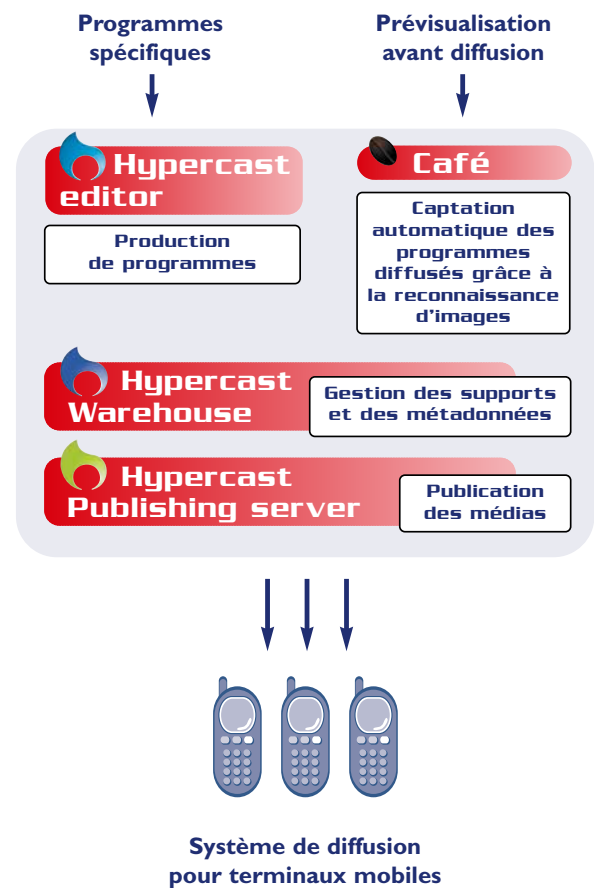 Programmes
spécifiques
Prévisualisation
avant diffusion
Hypercast
editor
Production
de programmes
Café
Captation
automatique des
programmes
diffusés grâce à
la reconnaissance
d'images
Hypercast
Warehouse
Gestion des supports
et des métadonnées
Hypercast
Publishing server
Publication
des médias
Système de diffusion
pour terminaux mobiles